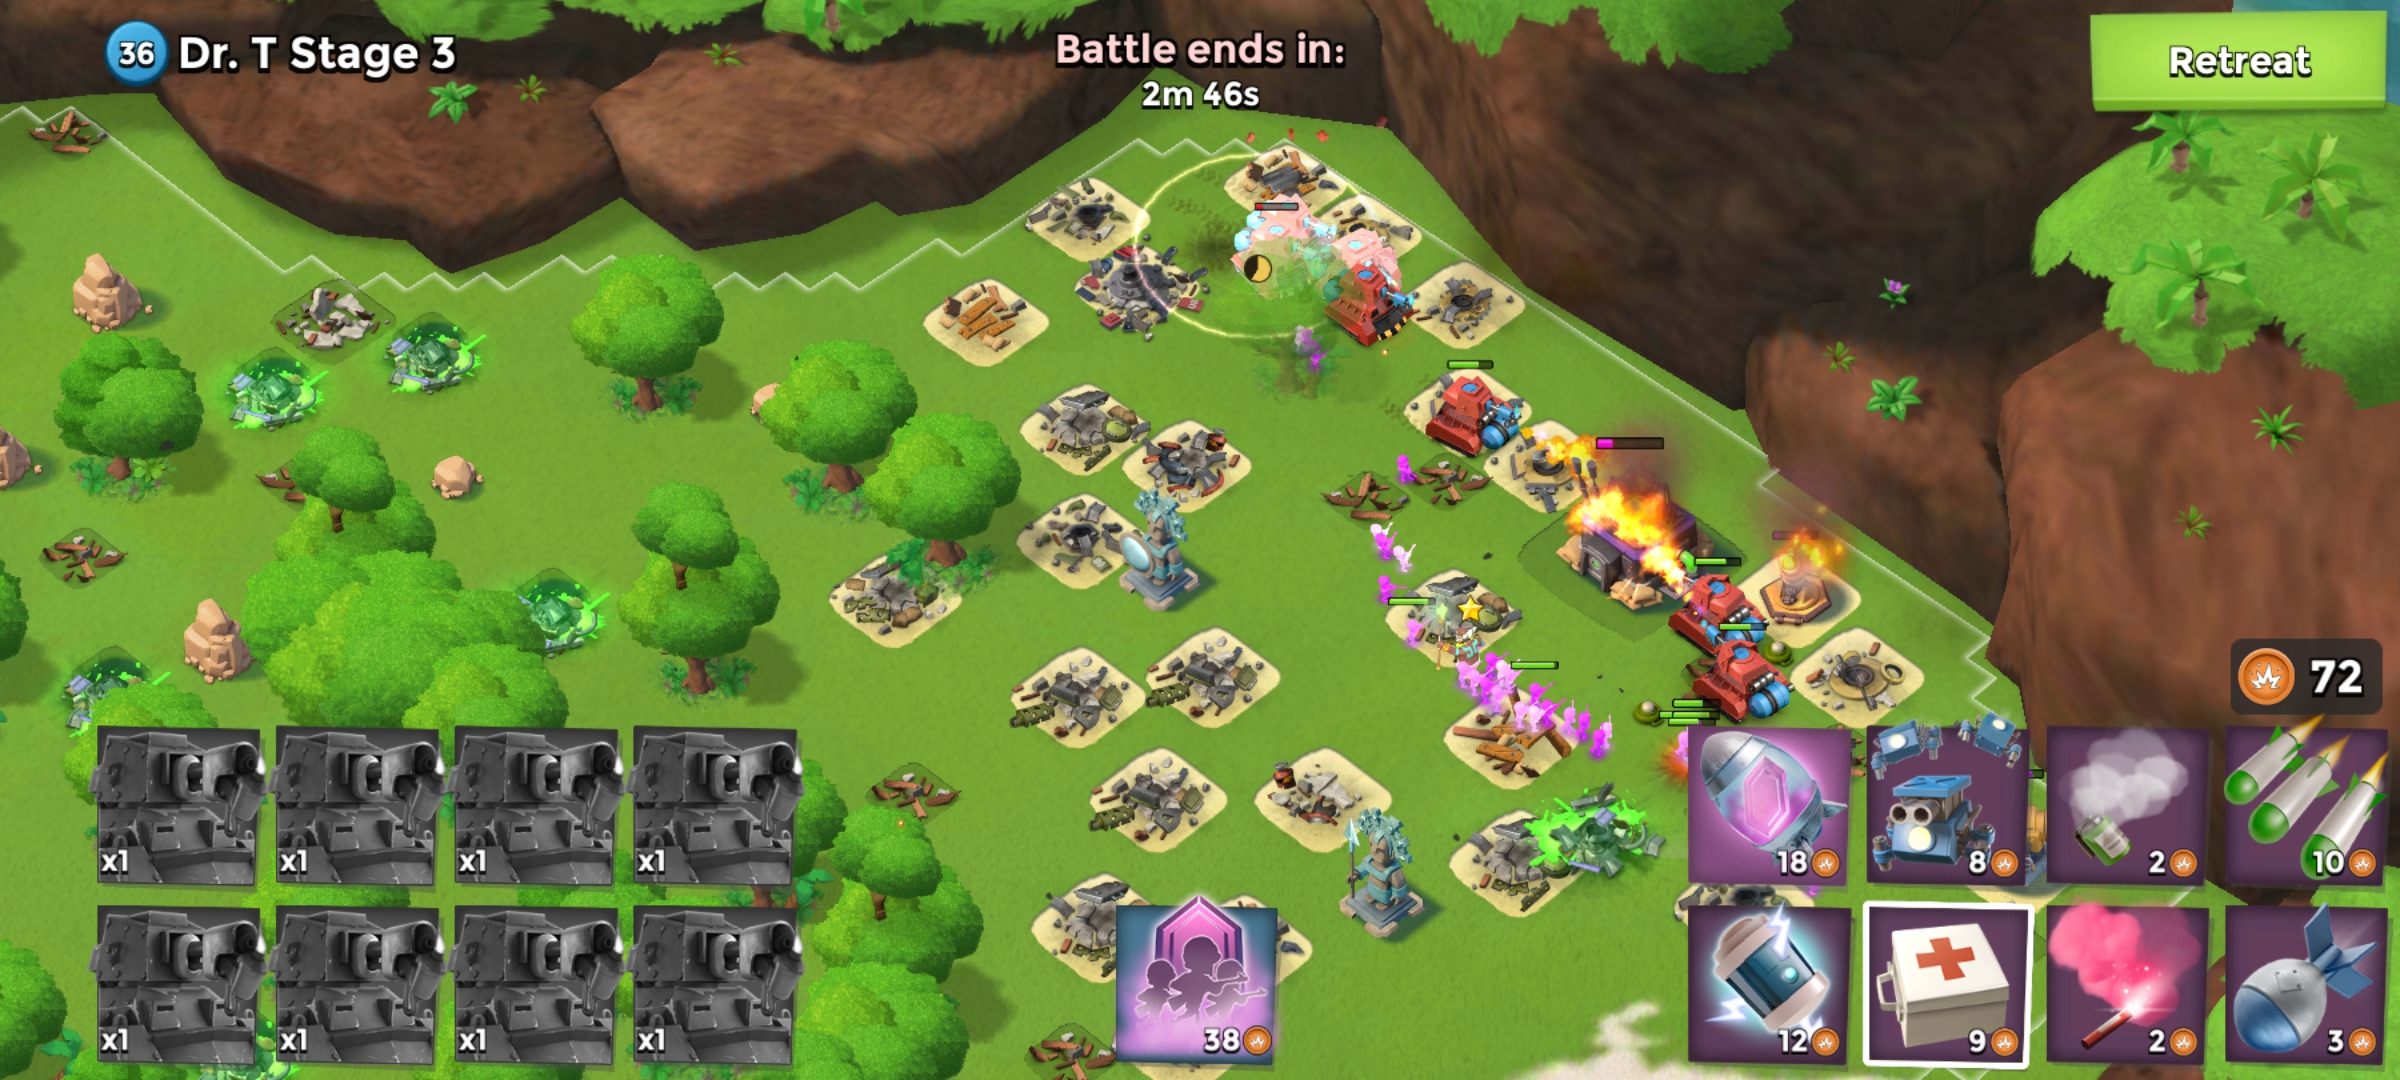 36 Dr. T Stage 3
Battle ends in:
2m 46s
Retreat
72
x1 x1 x1 x1
18 8 2 10
x1 x1 x1 x1
38
12 9 2 3